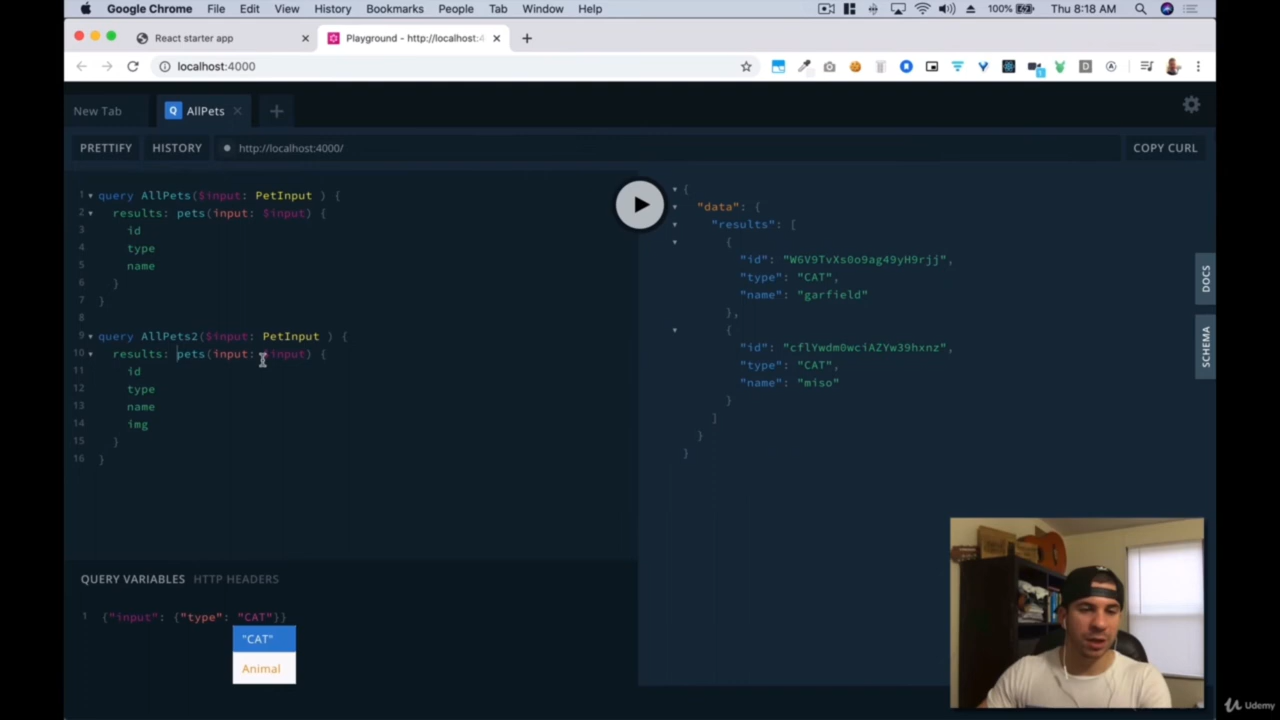 Google Chrome File Edit View History Bookmarks People Tab Window Help 100% Thu 8:18 AM
React starter app Playground - http://localhost:4
localhost:4000
New Tab Q AllPets
PRETTIFY HISTORY http://localhost:4000/ COPY CURL
1 query AllPets($input: PetInput ) {
2 results: pets(input: $input) {
3 id
4 type
5 name
6 }
7 }
8
9 query AllPets2($input: PetInput ) {
10 results: pets(input: $input) {
11 id
12 type
13 name
14 img
15 }
16 }
{
"data": {
"results": [
{
"id": "W6V9TvXs0o9ag49yH9rjj",
"type": "CAT",
"name": "garfield"
},
{
"id": "cflYwdm0wciAZYw39hxnz",
"type": "CAT",
"name": "miso"
}
]
}
}
DOCS
SCHEMA
QUERY VARIABLES HTTP HEADERS
1 {"input": {"type": "CAT"}}
"CAT"
Animal
Udemy